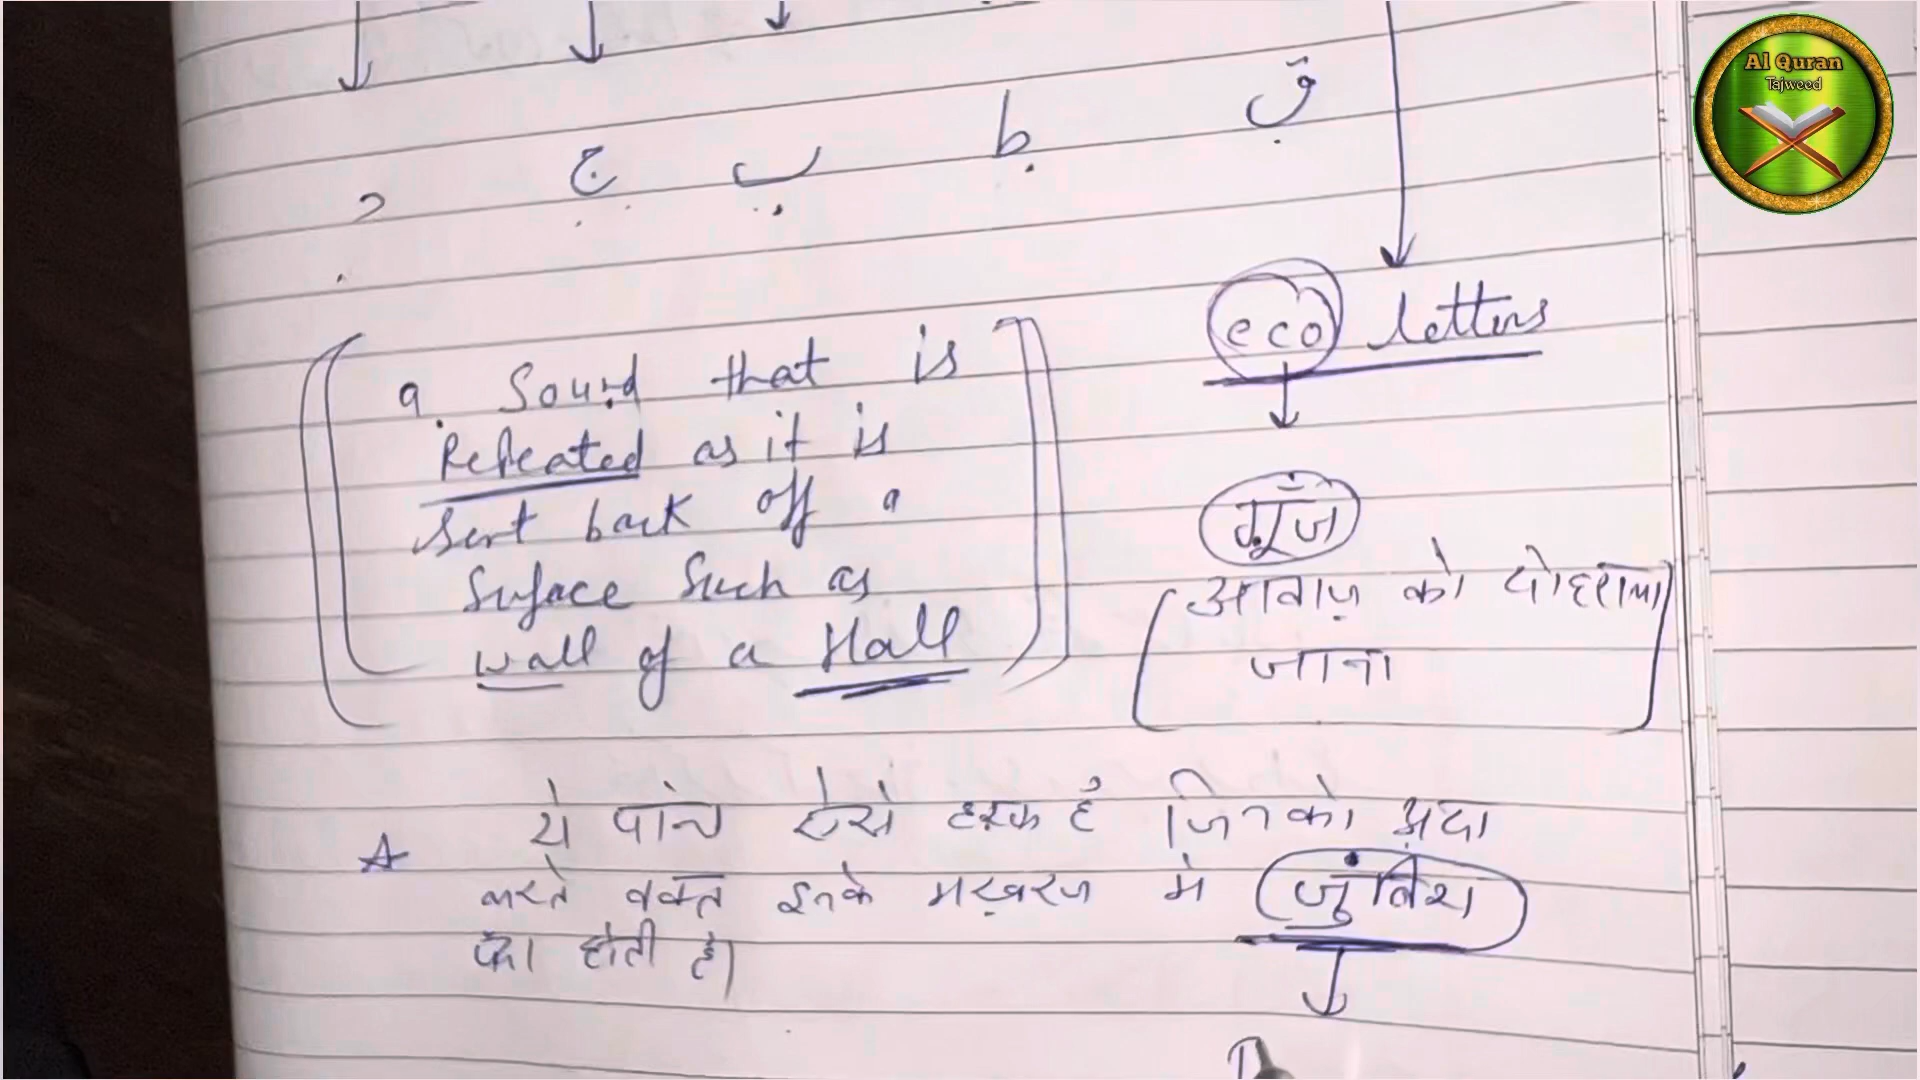 Al Quran
Tajweed
ق ط ب ج د
eco letters
a Sound that is
Repeated as it is
sent back off a
Suface Such as
wall of a Hall
गूंज
आवाज़ को दोहराया
जाना
ये पांच ऐसे हरफ हैं जिनको अदा
करते वक्त इनके मख़रज मे जुंबिश
पैदा होती है।